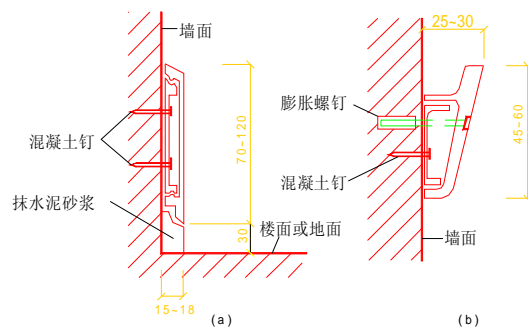 墙面
混凝土钉
抹水泥砂浆
70~120
30
楼面或地面
15~18
(a)
25~30
膨胀螺钉
混凝土钉
45~60
墙面
(b)